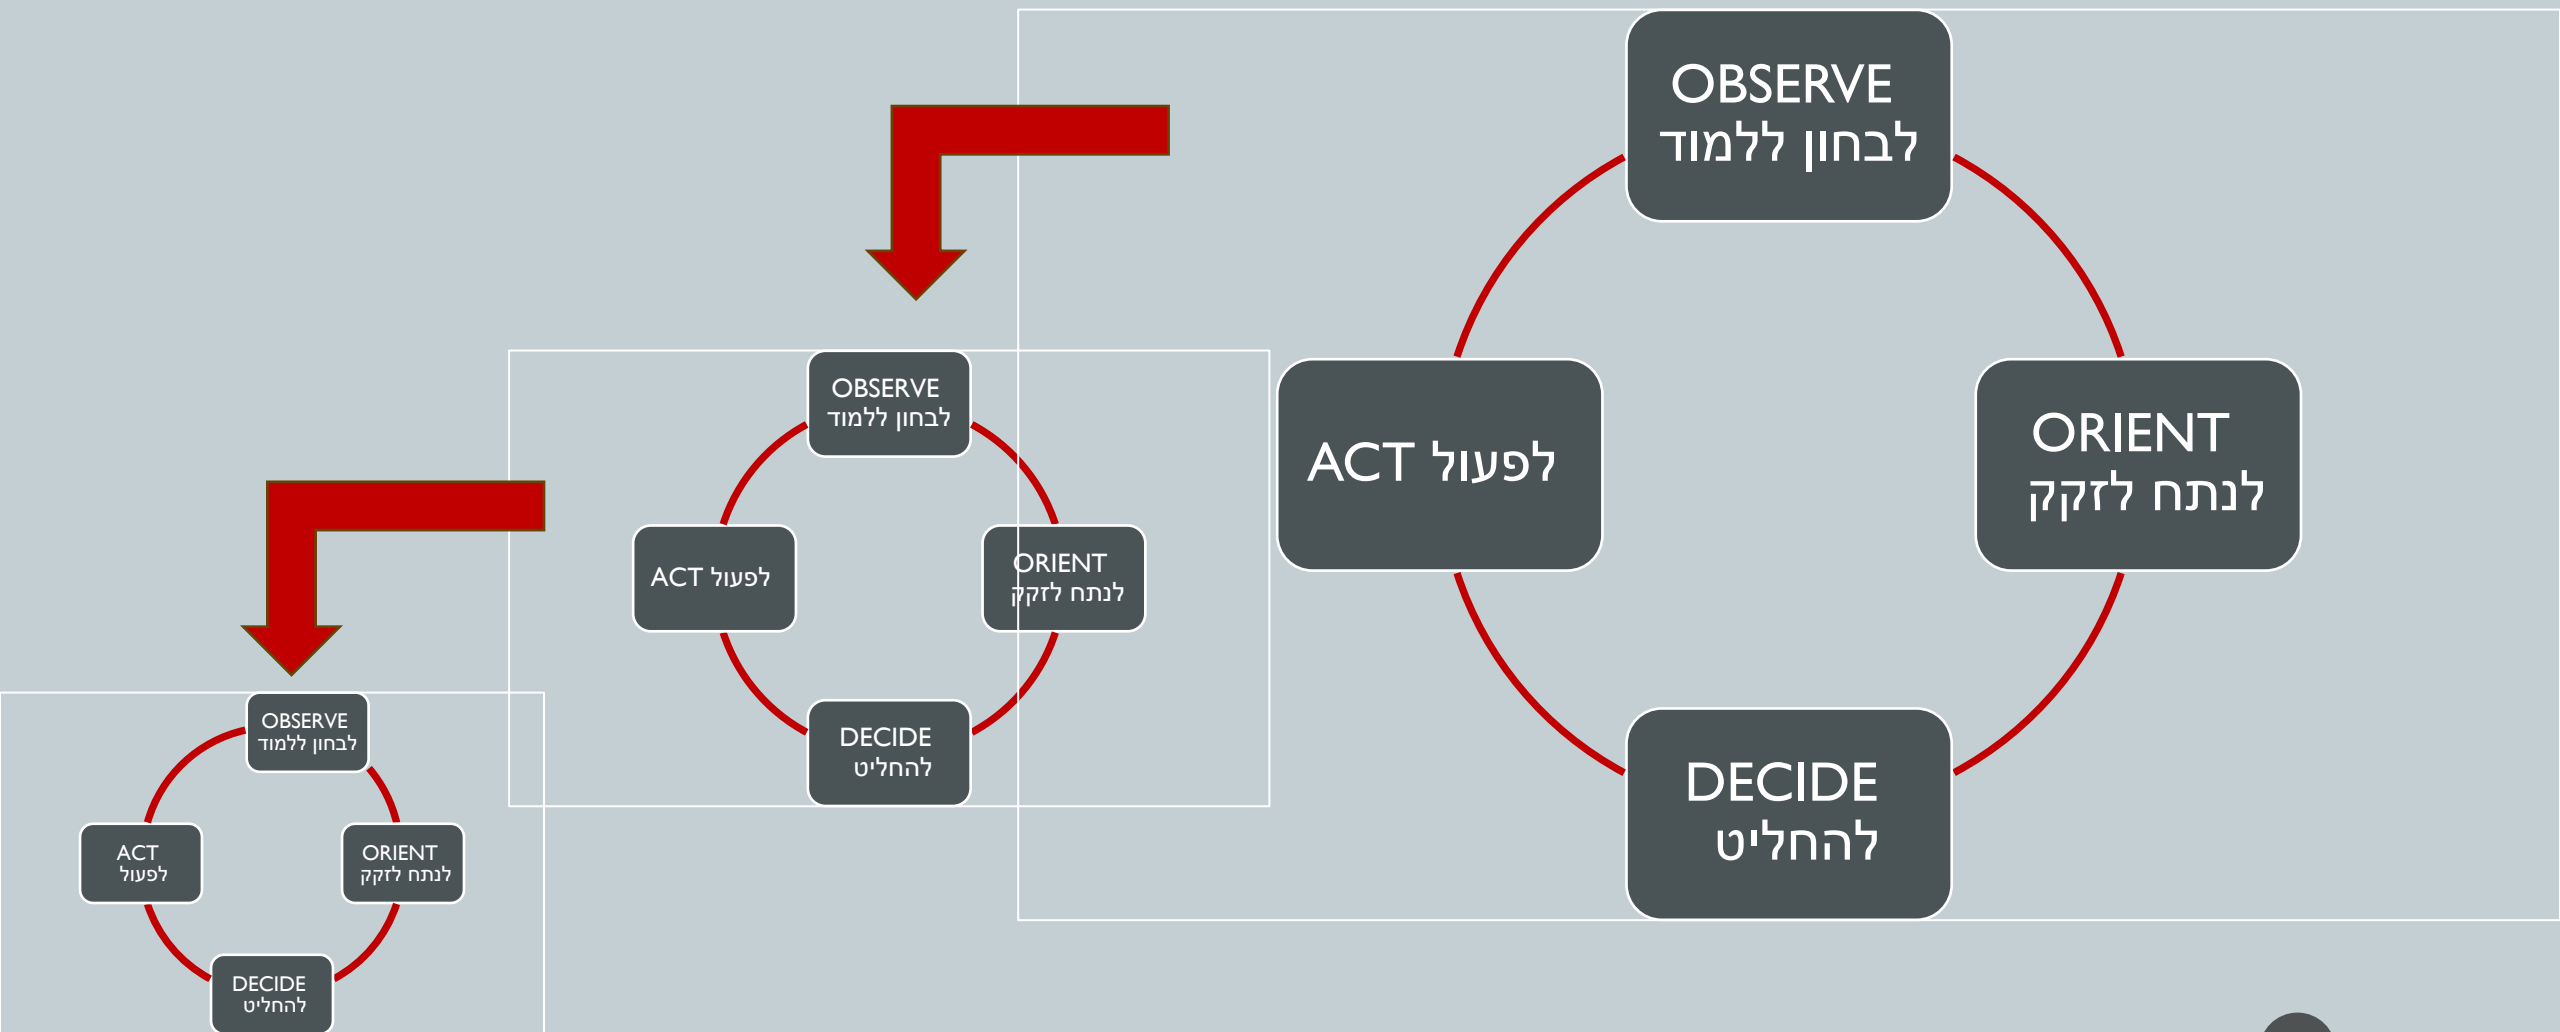 OBSERVE
לבחון ללמוד
ORIENT
לנתח לזקק
DECIDE
להחליט
לפעול ACT
OBSERVE
לבחון ללמוד
ORIENT
לנתח לזקק
DECIDE
להחליט
לפעול ACT
OBSERVE
לבחון ללמוד
ORIENT
לנתח לזקק
DECIDE
להחליט
ACT
לפעול